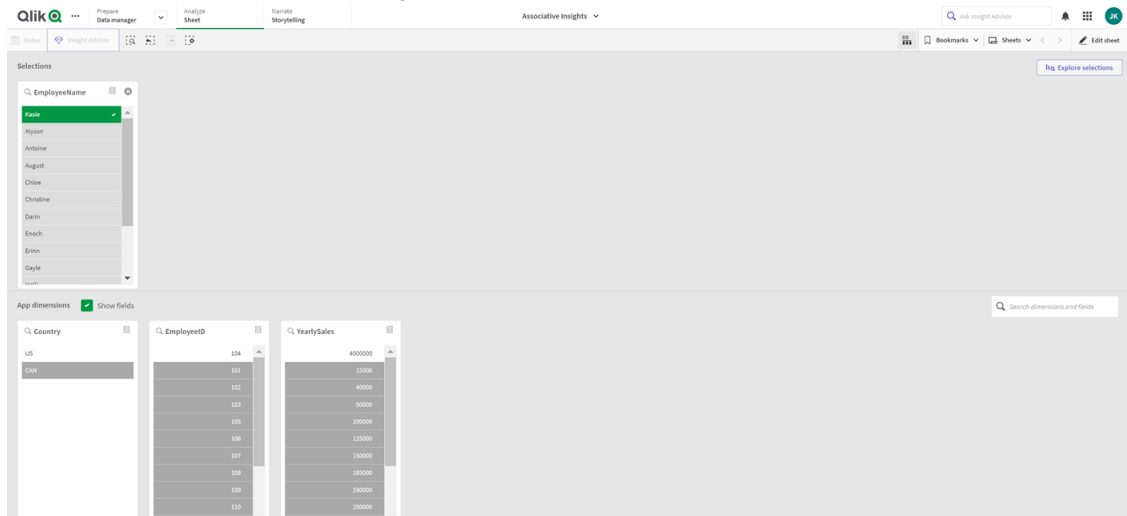 Qlik
Prepare
Data manager
Analyze
Sheet
Narrate
Storytelling
Associative Insights
Ask Insight Advisor
JK
Notes
Insight Advisor
Bookmarks
Sheets
Edit sheet
Selections
Explore selections
EmployeeName
Kasie
Alyson
Antoine
August
Chloe
Christine
Darin
Enoch
Erinn
Gayle
App dimensions
Show fields
Search dimensions and fields
Country
US
CAN
EmployeeID
104
101
102
103
105
106
107
108
109
110
YearlySales
4000000
15000
40000
50000
100000
125000
150000
185000
190000
250000